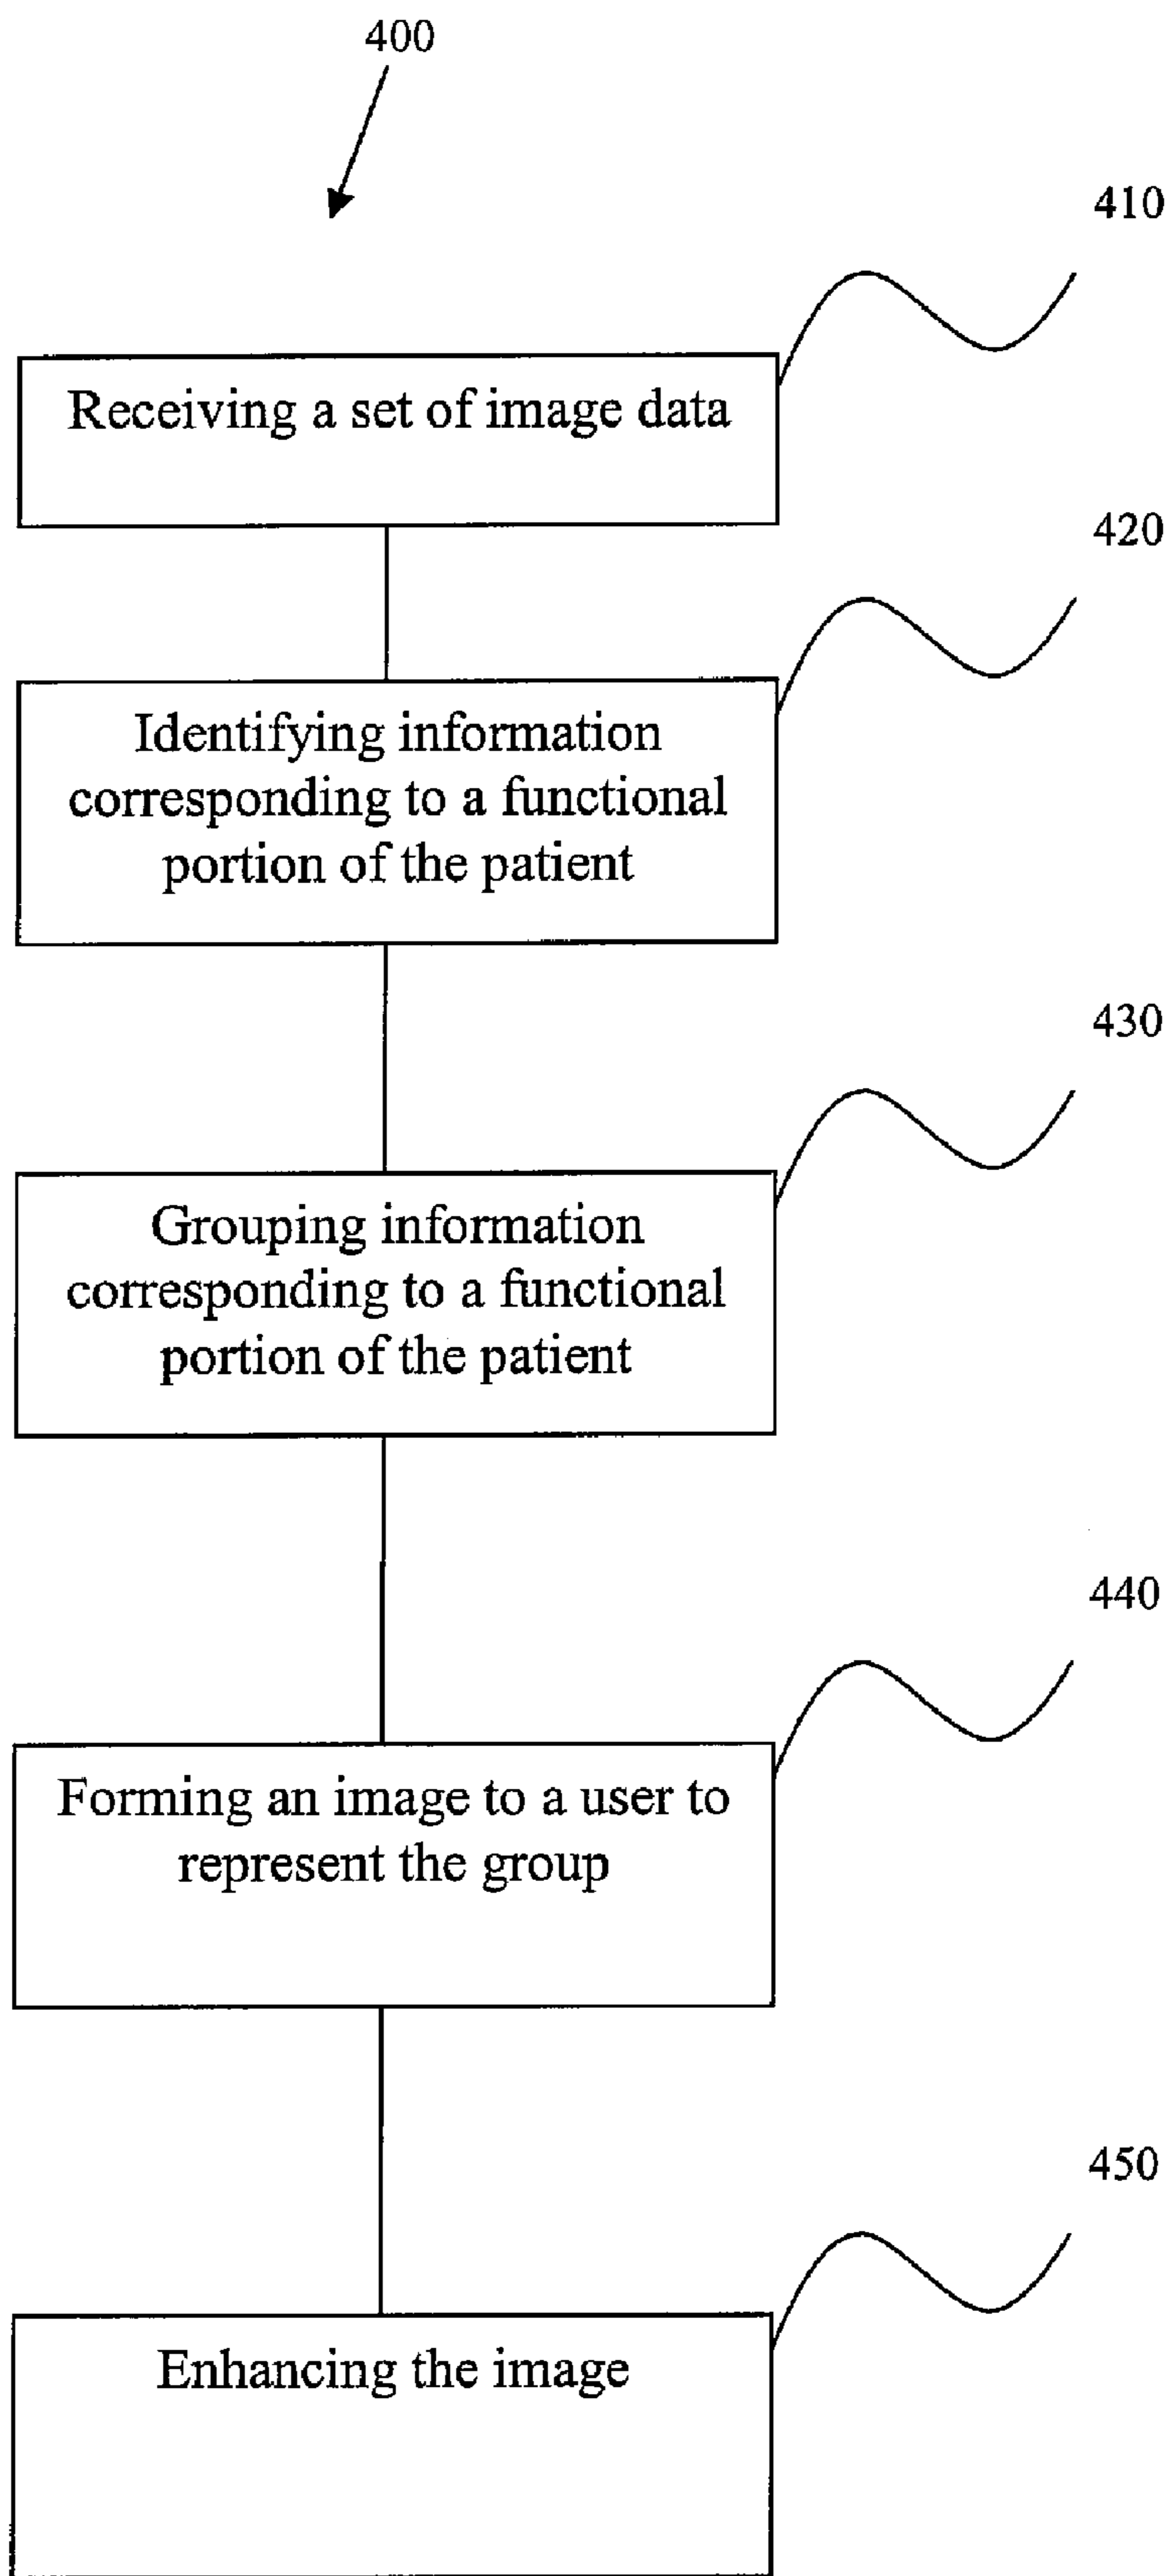 400
410
Receiving a set of image data
420
Identifying information
corresponding to a functional
portion of the patient
430
Grouping information
corresponding to a functional
portion of the patient
440
Forming an image to a user to
represent the group
450
Enhancing the image